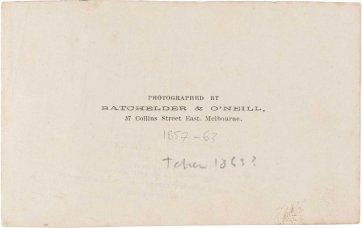 PHOTOGRAPHED BY
BATCHELDER & O'NEILL,
57 Collins Street East. Melbourne.
1857-63
Taken 1863?